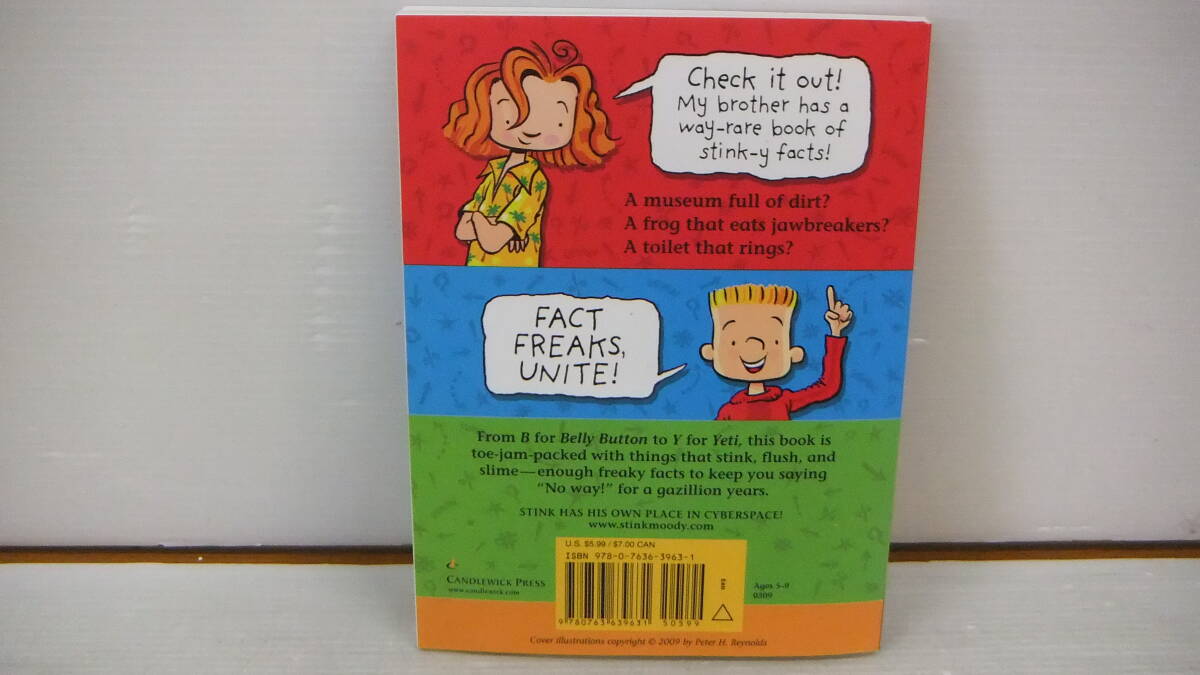 Check it out!
My brother has a
way-rare book of
stink-y facts!
A museum full of dirt?
A frog that eats jawbreakers?
A toilet that rings?
FACT
FREAKS,
UNITE!
From B for Belly Button to Y for Yeti, this book is
toe-jam-packed with things that stink, flush, and
slime—enough freaky facts to keep you saying
“No way!” for a gazillion years.
STINK HAS HIS OWN PLACE IN CYBERSPACE!
www.stinkmoody.com
U.S. $5.99 / $7.00 CAN
ISBN 978-0-7636-3963-1
EAN
9 780763 639631
50599
CANDLEWICK PRESS
www.candlewick.com
Ages 5–9
0309
Cover illustrations copyright © 2009 by Peter H. Reynolds